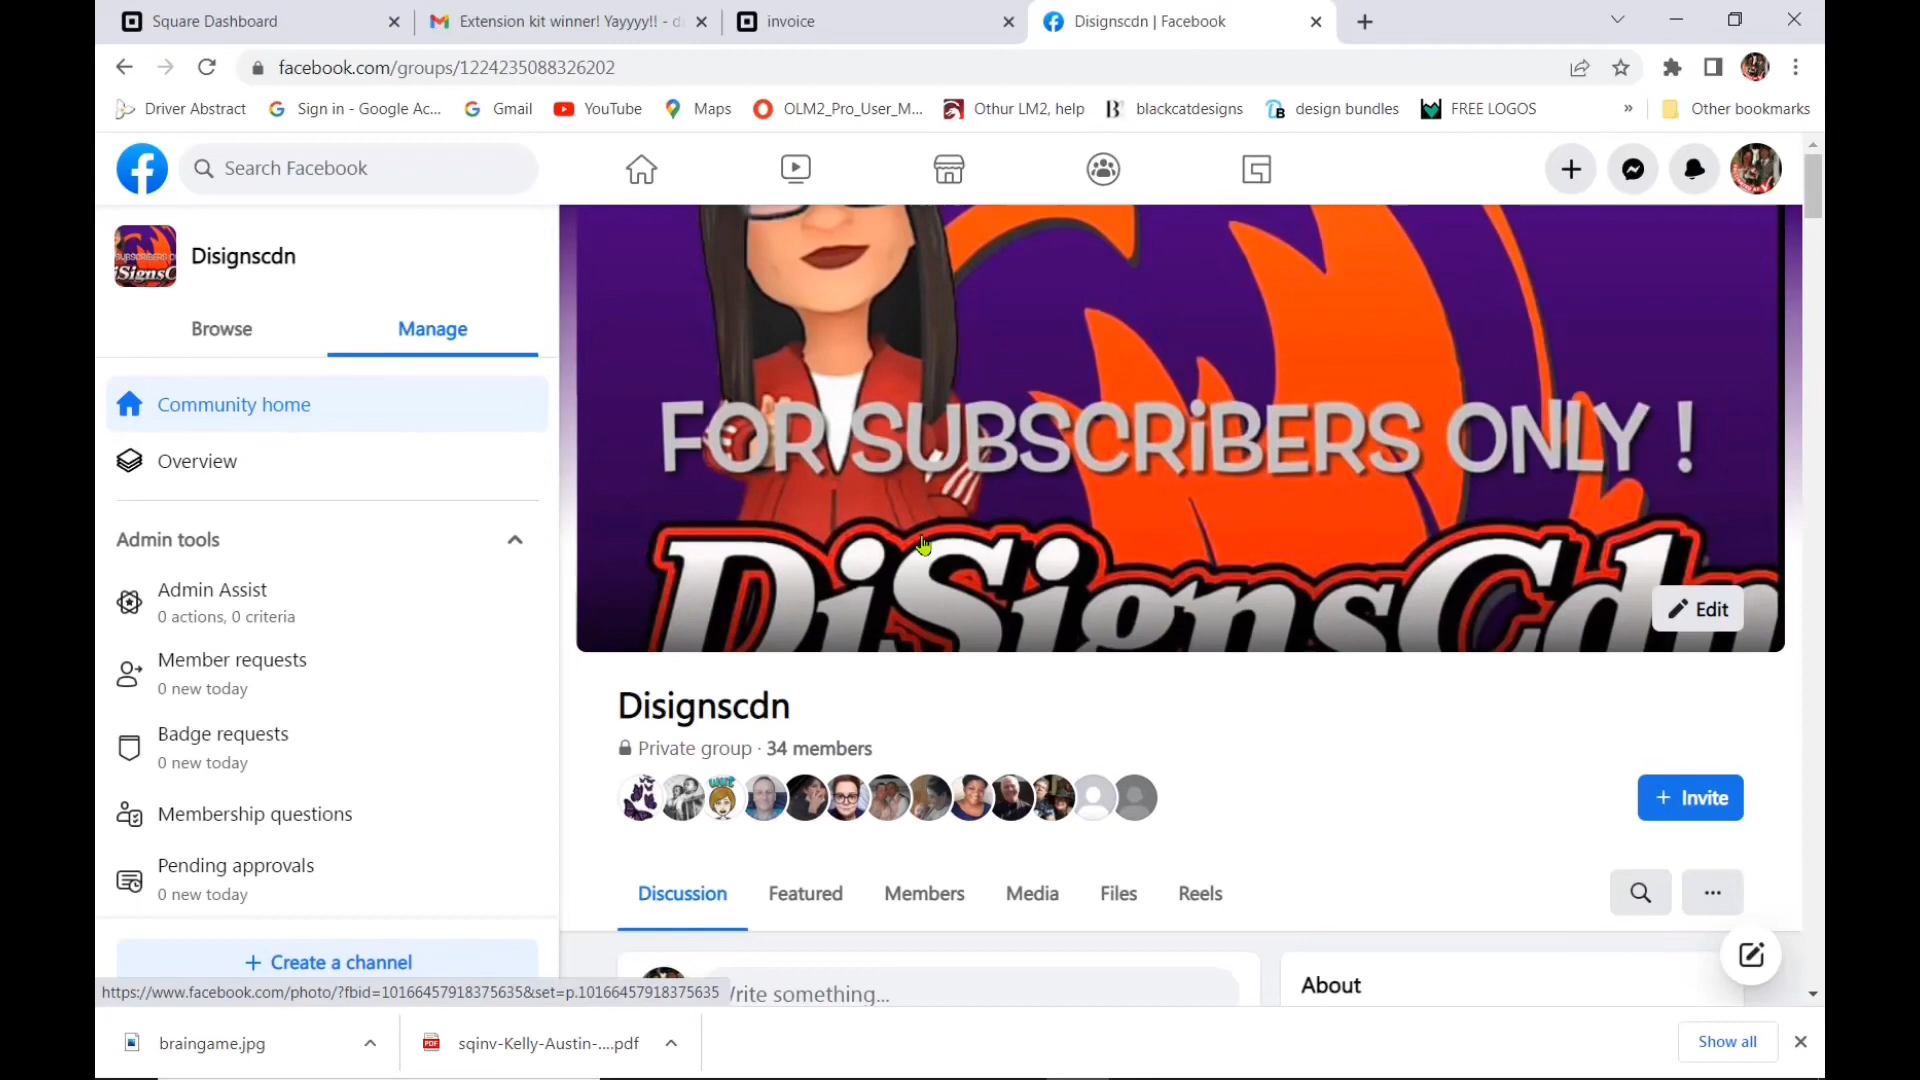 Square Dashboard
Extension kit winner! Yayyyy!! - d
invoice
Disignscdn | Facebook
facebook.com/groups/1224235088326202
Driver Abstract
Sign in - Google Ac...
Gmail
YouTube
Maps
OLM2_Pro_User_M...
Othur LM2, help
blackcatdesigns
design bundles
FREE LOGOS
»
Other bookmarks
Search Facebook
Disignscdn
Browse
Manage
Community home
Overview
Admin tools
Admin Assist
0 actions, 0 criteria
Member requests
0 new today
Badge requests
0 new today
Membership questions
Pending approvals
0 new today
+ Create a channel
FOR SUBSCRiBERS ONLY !
DiSignsCdn
Edit
Disignscdn
Private group · 34 members
+ Invite
Discussion
Featured
Members
Media
Files
Reels
Write something...
About
https://www.facebook.com/photo/?fbid=10166457918375635&set=p.10166457918375635
braingame.jpg
sqinv-Kelly-Austin-....pdf
Show all